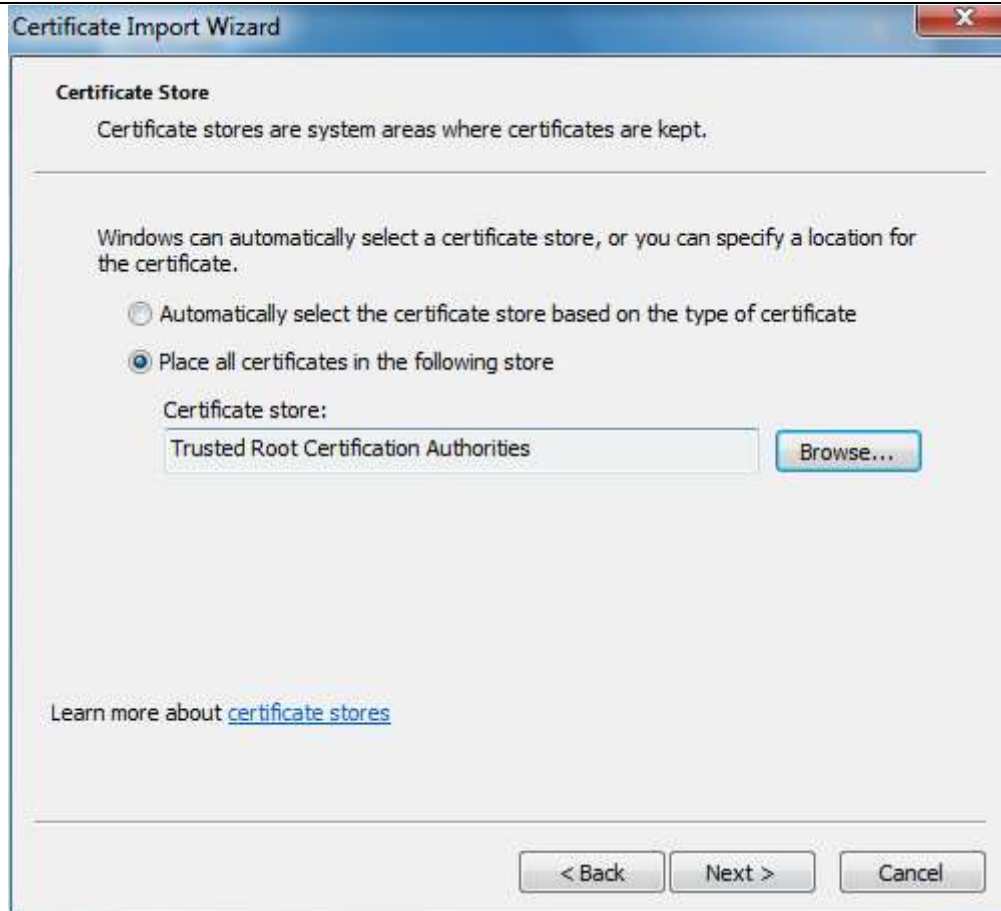 Certificate Import Wizard
x
Certificate Store
Certificate stores are system areas where certificates are kept.
Windows can automatically select a certificate store, or you can specify a location for
the certificate.
Automatically select the certificate store based on the type of certificate
Place all certificates in the following store
Certificate store:
Trusted Root Certification Authorities
Browse...
Learn more about certificate stores
< Back
Next >
Cancel